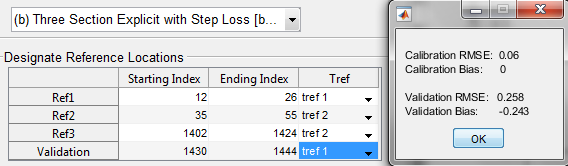 (b) Three Section Explicit with Step Loss [b...
Designate Reference Locations
Starting Index Ending Index Tref
Ref1 12 26 tref 1
Ref2 35 55 tref 2
Ref3 1402 1424 tref 2
Validation 1430 1444 tref 1
Calibration RMSE: 0.06
Calibration Bias: 0
Validation RMSE: 0.258
Validation Bias: -0.243
OK